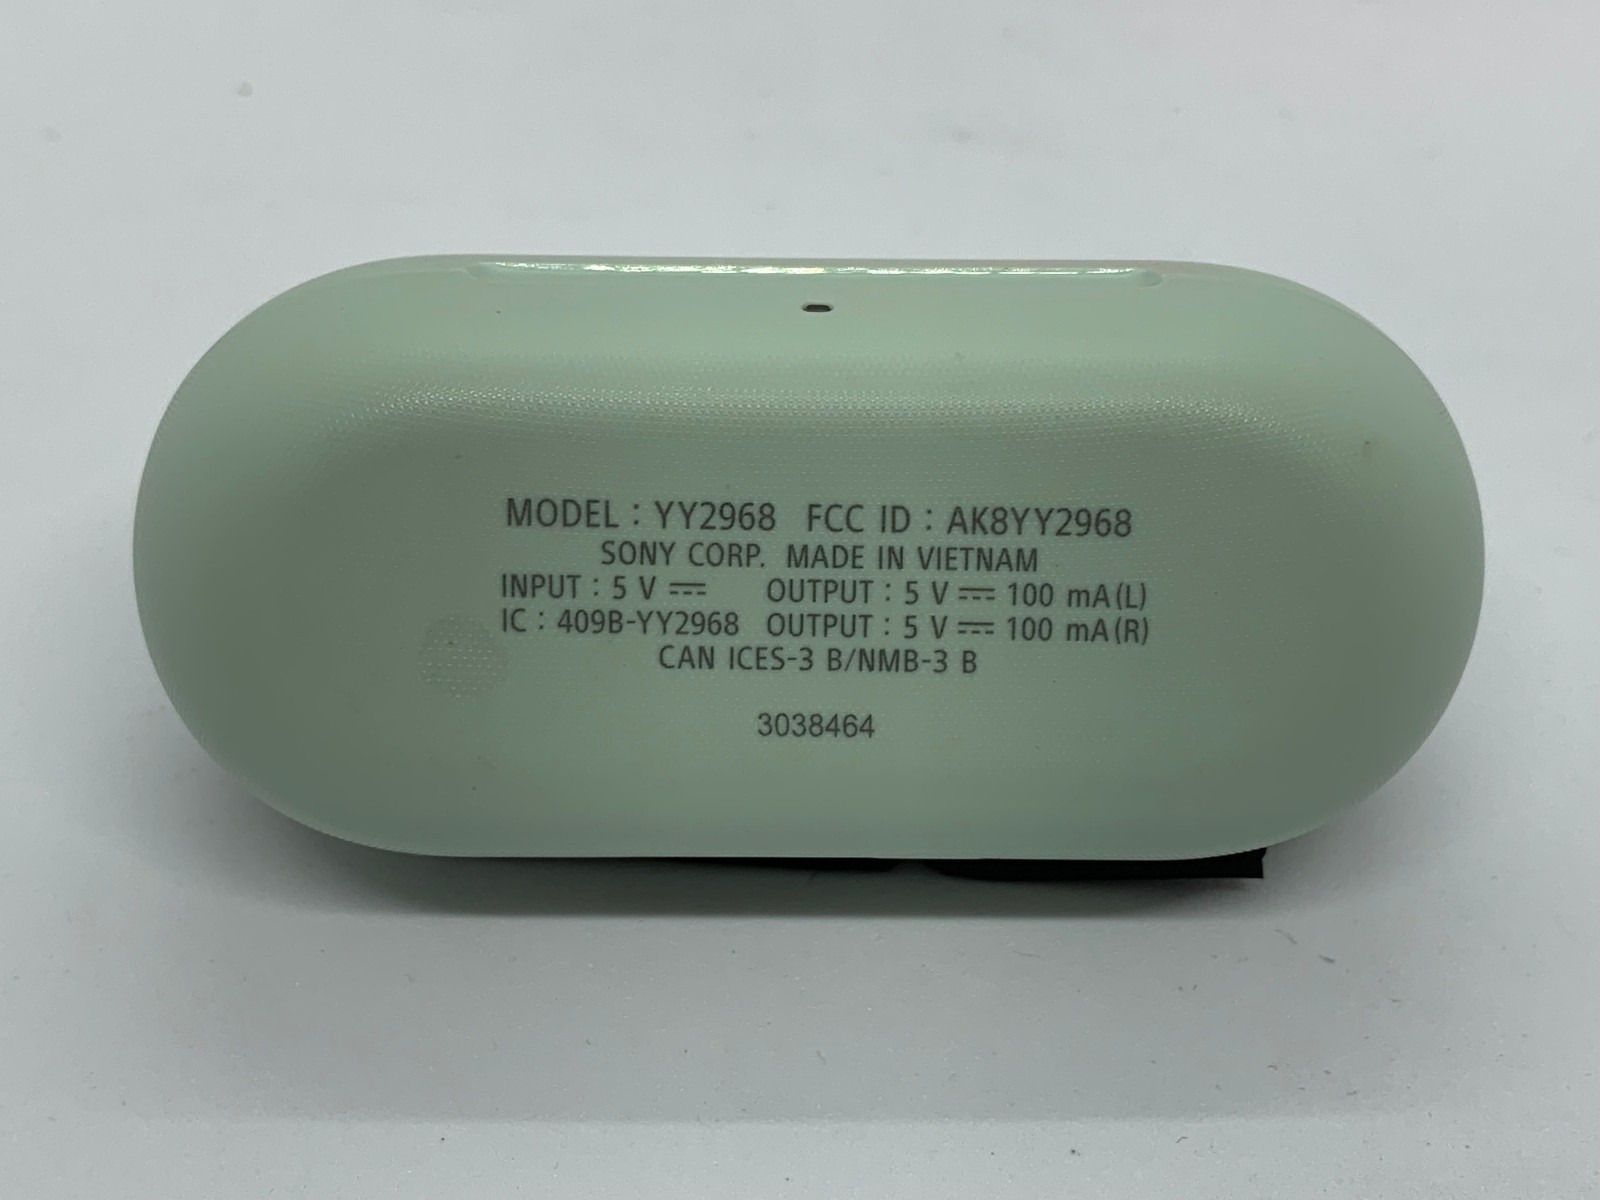 MODEL : YY2968 FCC ID : AK8YY2968
SONY CORP. MADE IN VIETNAM
INPUT : 5 V ⎓ OUTPUT : 5 V ⎓ 100 mA (L)
IC : 409B-YY2968 OUTPUT : 5 V ⎓ 100 mA (R)
CAN ICES-3 B/NMB-3 B
3038464